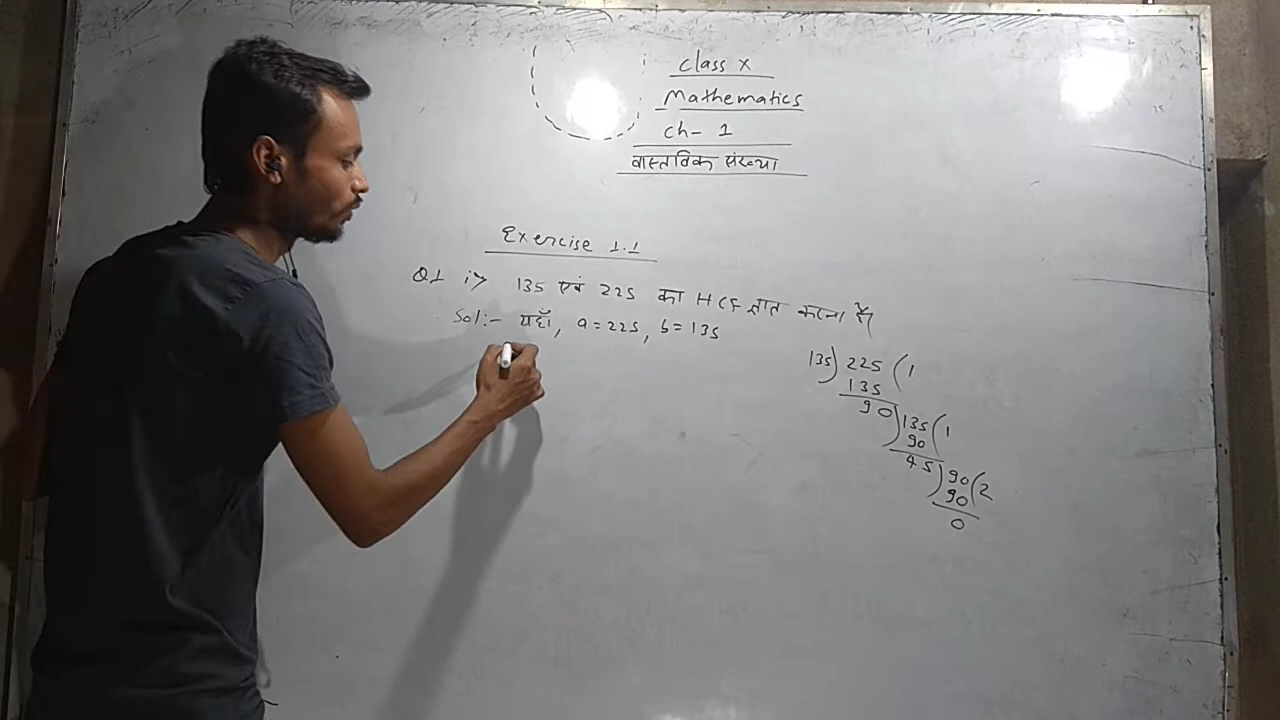 Class X
Mathematics
Ch- 1
वास्तविक संख्या
Exercise 1.1
Q1 i> 135 एवं 225 का HCF ज्ञात करना है।
Sol:- यहाँ, a=225, b=135
135) 225 (1
135
90) 135 (1
90
45) 90 (2
90
0